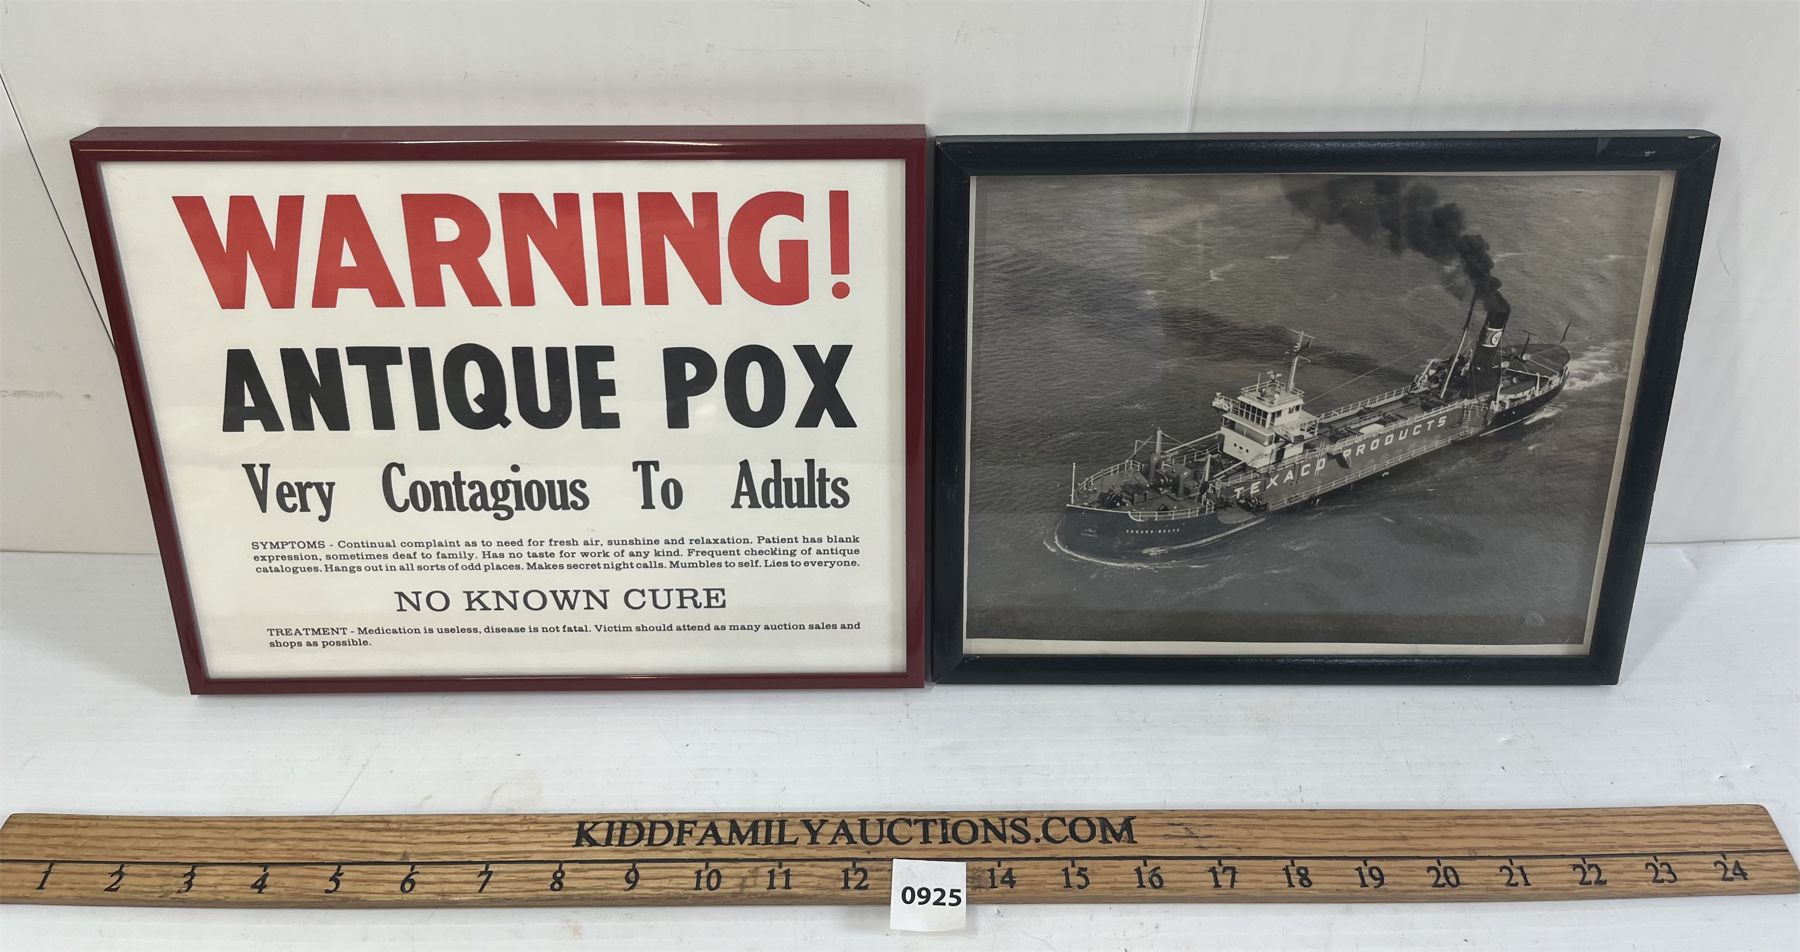 WARNING!
ANTIQUE POX
Very Contagious To Adults
SYMPTOMS - Continual complaint as to need for fresh air, sunshine and relaxation. Patient has blank
expression, sometimes deaf to family. Has no taste for work of any kind. Frequent checking of antique
catalogues. Hangs out in all sorts of odd places. Makes secret night calls. Mumbles to self. Lies to everyone.
NO KNOWN CURE
TREATMENT - Medication is useless, disease is not fatal. Victim should attend as many auction sales and
shops as possible.
TEXACO PRODUCTS
KIDDFAMILYAUCTIONS.COM
1 2 3 4 5 6 7 8 9 10 11 12 14 15 16 17 18 19 20 21 22 23 24
0925